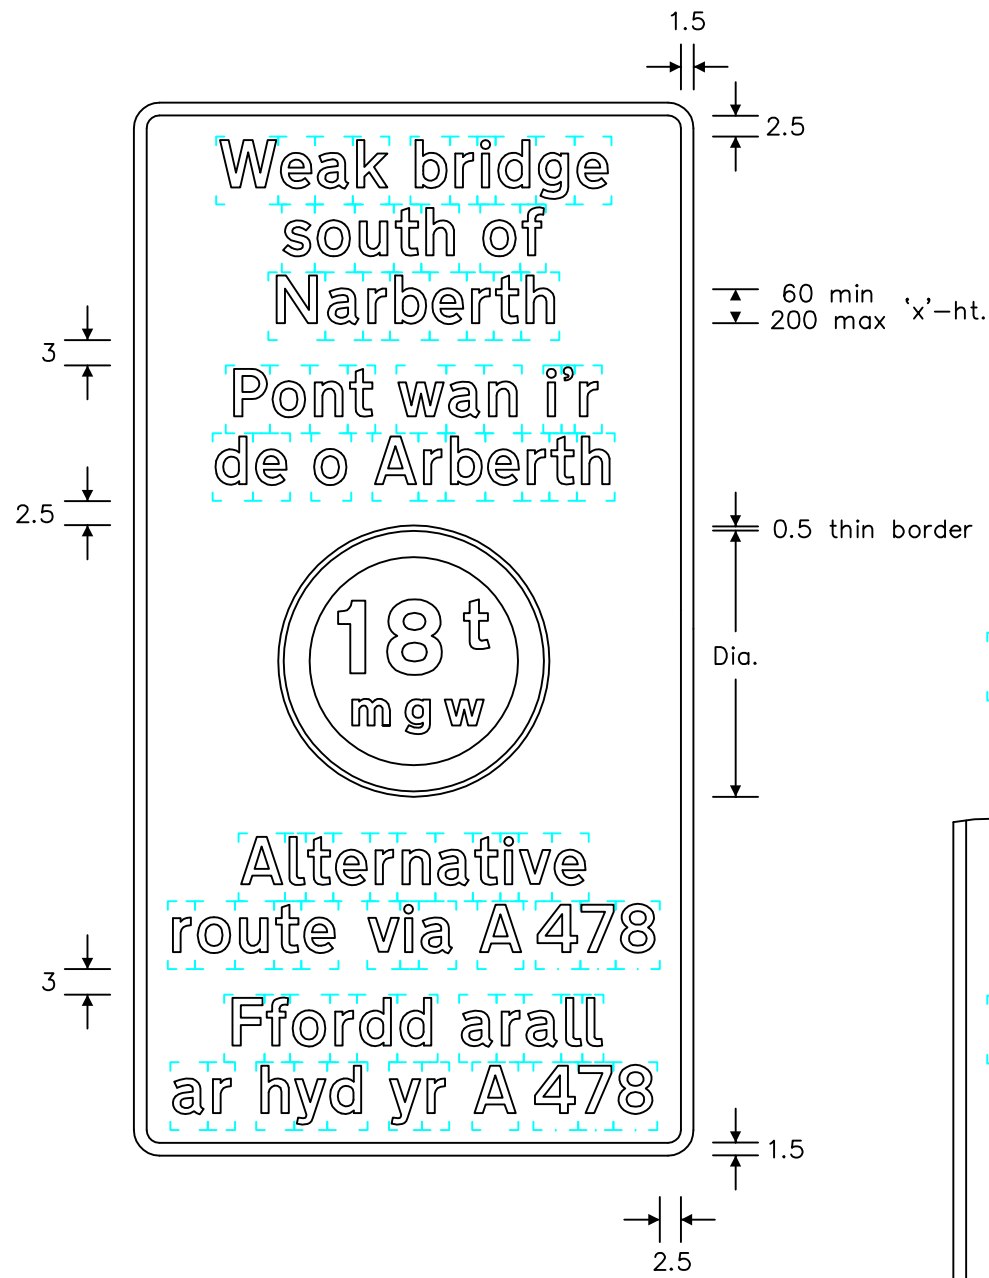 1.5
2.5
Weak bridge
south of
Narberth
60 min
200 max
'x'-ht.
3
Pont wan i'r
de o Arberth
2.5
0.5 thin border
18 t
m g w
Dia.
Alternative
route via A 478
3
Ffordd arall
ar hyd yr A 478
1.5
2.5